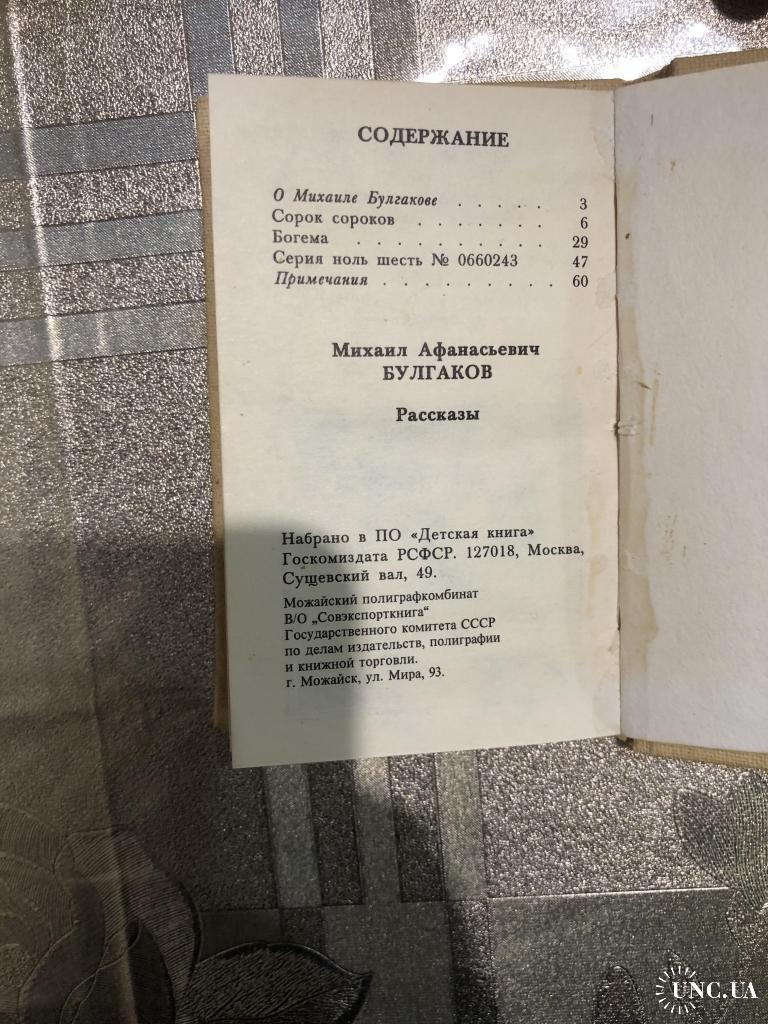 СОДЕРЖАНИЕ
О Михаиле Булгакове . . . . . 3
Сорок сороков . . . . . . . 6
Богема . . . . . . . . . . 29
Серия ноль шесть № 0660243 47
Примечания . . . . . . . . . 60
Михаил Афанасьевич
БУЛГАКОВ
Рассказы
Набрано в ПО «Детская книга»
Госкомиздата РСФСР. 127018, Москва,
Сущевский вал, 49.
Можайский полиграфкомбинат
В/О „Совэкспорткнига"
Государственного комитета СССР
по делам издательств, полиграфии
и книжной торговли.
г. Можайск, ул. Мира, 93.
UNC.UA